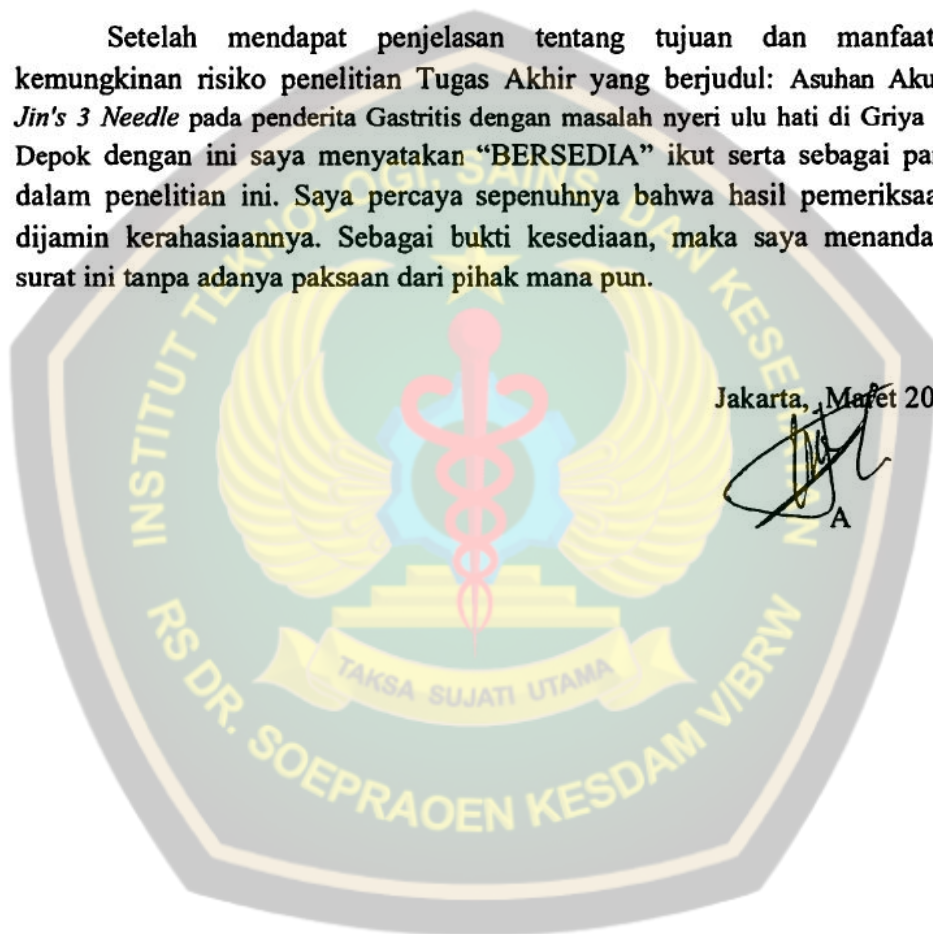 Setelah mendapat penjelasan tentang tujuan dan manfaat
kemungkinan risiko penelitian Tugas Akhir yang berjudul: Asuhan Aku
Jin's 3 Needle pada penderita Gastritis dengan masalah nyeri ulu hati di Griya
Depok dengan ini saya menyatakan “BERSEDIA” ikut serta sebagai pa
dalam penelitian ini. Saya percaya sepenuhnya bahwa hasil pemeriksaa
dijamin kerahasiaannya. Sebagai bukti kesediaan, maka saya menanda
surat ini tanpa adanya paksaan dari pihak mana pun.
Jakarta, Maret 20
A
INSTITUT TEKNOLOGI, SAINS DAN KESEHATAN
TAKSA SUJATI UTAMA
RS DR. SOEPRAOEN KESDAM V/BRW